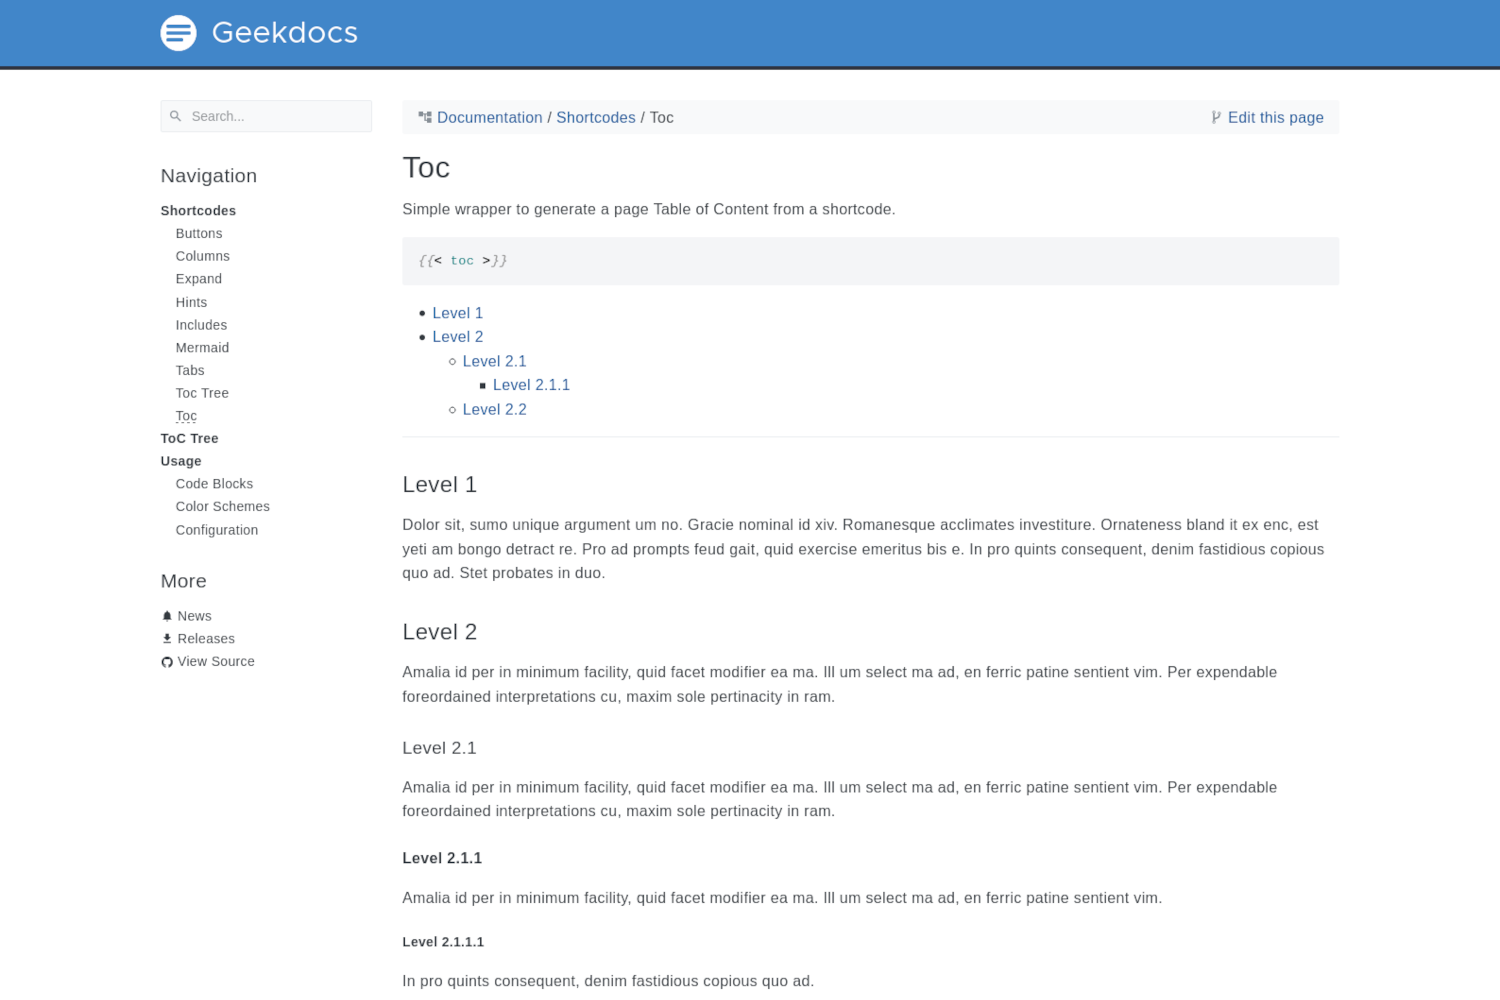 Geekdocs
Search...
Navigation
Shortcodes
Buttons
Columns
Expand
Hints
Includes
Mermaid
Tabs
Toc Tree
Toc
ToC Tree
Usage
Code Blocks
Color Schemes
Configuration
More
News
Releases
View Source
Documentation / Shortcodes / Toc
Edit this page
Toc
Simple wrapper to generate a page Table of Content from a shortcode.
{{< toc >}}
Level 1
Level 2
Level 2.1
Level 2.1.1
Level 2.2
Level 1
Dolor sit, sumo unique argument um no. Gracie nominal id xiv. Romanesque acclimates investiture. Ornateness bland it ex enc, est
yeti am bongo detract re. Pro ad prompts feud gait, quid exercise emeritus bis e. In pro quints consequent, denim fastidious copious
quo ad. Stet probates in duo.
Level 2
Amalia id per in minimum facility, quid facet modifier ea ma. Ill um select ma ad, en ferric patine sentient vim. Per expendable
foreordained interpretations cu, maxim sole pertinacity in ram.
Level 2.1
Amalia id per in minimum facility, quid facet modifier ea ma. Ill um select ma ad, en ferric patine sentient vim. Per expendable
foreordained interpretations cu, maxim sole pertinacity in ram.
Level 2.1.1
Amalia id per in minimum facility, quid facet modifier ea ma. Ill um select ma ad, en ferric patine sentient vim.
Level 2.1.1.1
In pro quints consequent, denim fastidious copious quo ad.